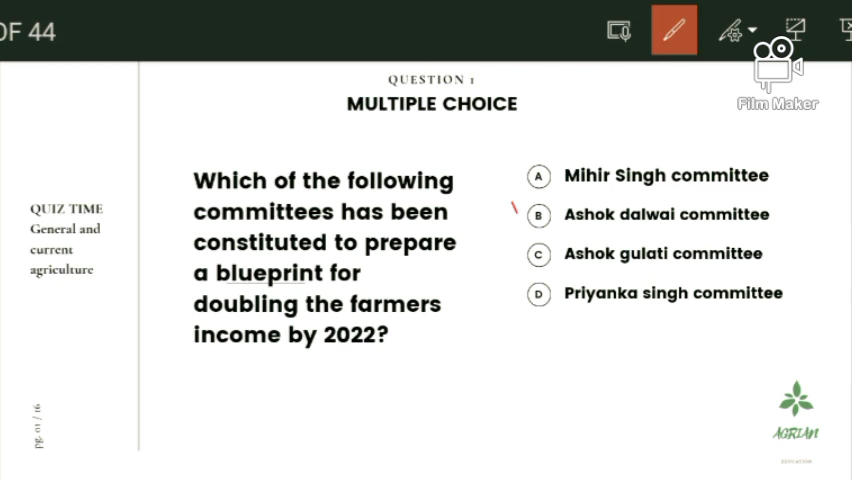 OF 44
Film Maker
QUESTION 1
MULTIPLE CHOICE
QUIZ TIME
General and
current
agriculture
Which of the following
committees has been
constituted to prepare
a blueprint for
doubling the farmers
income by 2022?
A Mihir Singh committee
B Ashok dalwai committee
C Ashok gulati committee
D Priyanka singh committee
pg. 01 / 16
AGRIAN
EDUCATION